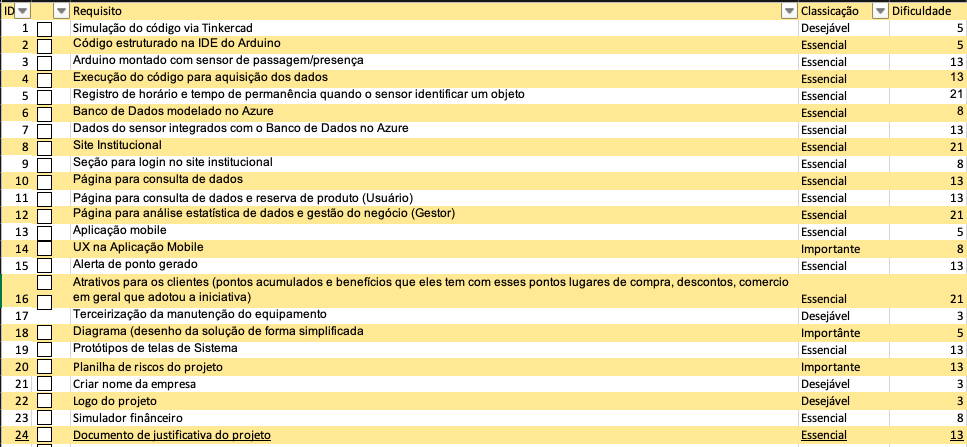 ID Requisito Classicação Dificuldade
1 Simulação do código via Tinkercad Desejável 5
2 Código estruturado na IDE do Arduino Essencial 5
3 Arduino montado com sensor de passagem/presença Essencial 13
4 Execução do código para aquisição dos dados Essencial 13
5 Registro de horário e tempo de permanência quando o sensor identificar um objeto Essencial 21
6 Banco de Dados modelado no Azure Essencial 8
7 Dados do sensor integrados com o Banco de Dados no Azure Essencial 13
8 Site Institucional Essencial 21
9 Seção para login no site institucional Essencial 8
10 Página para consulta de dados Essencial 13
11 Página para consulta de dados e reserva de produto (Usuário) Essencial 13
12 Página para análise estatística de dados e gestão do negócio (Gestor) Essencial 21
13 Aplicação mobile Essencial 5
14 UX na Aplicação Mobile Importante 8
15 Alerta de ponto gerado Essencial 13
Atrativos para os clientes (pontos acumulados e benefícios que eles tem com esses pontos lugares de compra, descontos, comercio
16 em geral que adotou a iniciativa) Essencial 21
17 Terceirização da manutenção do equipamento Desejável 3
18 Diagrama (desenho da solução de forma simplificada Importânte 5
19 Protótipos de telas de Sistema Essencial 13
20 Planilha de riscos do projeto Importante 13
21 Criar nome da empresa Desejável 3
22 Logo do projeto Desejável 3
23 Simulador finânceiro Essencial 8
24 Documento de justificativa do projeto Essencial 13